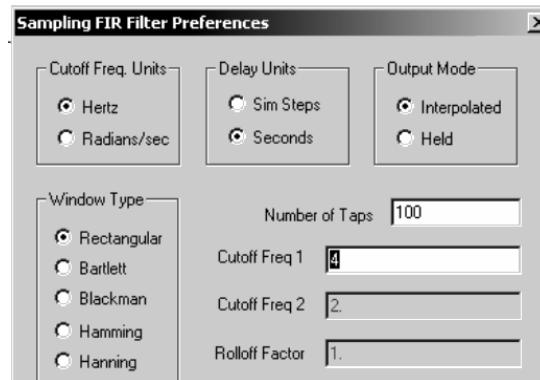 Sampling FIR Filter Preferences
Cutoff Freq. Units
Hertz
Radians/sec
Delay Units
Sim Steps
Seconds
Output Mode
Interpolated
Held
Window Type
Rectangular
Bartlett
Blackman
Hamming
Hanning
Number of Taps 100
Cutoff Freq 1 4
Cutoff Freq 2 2.
Rolloff Factor 1.